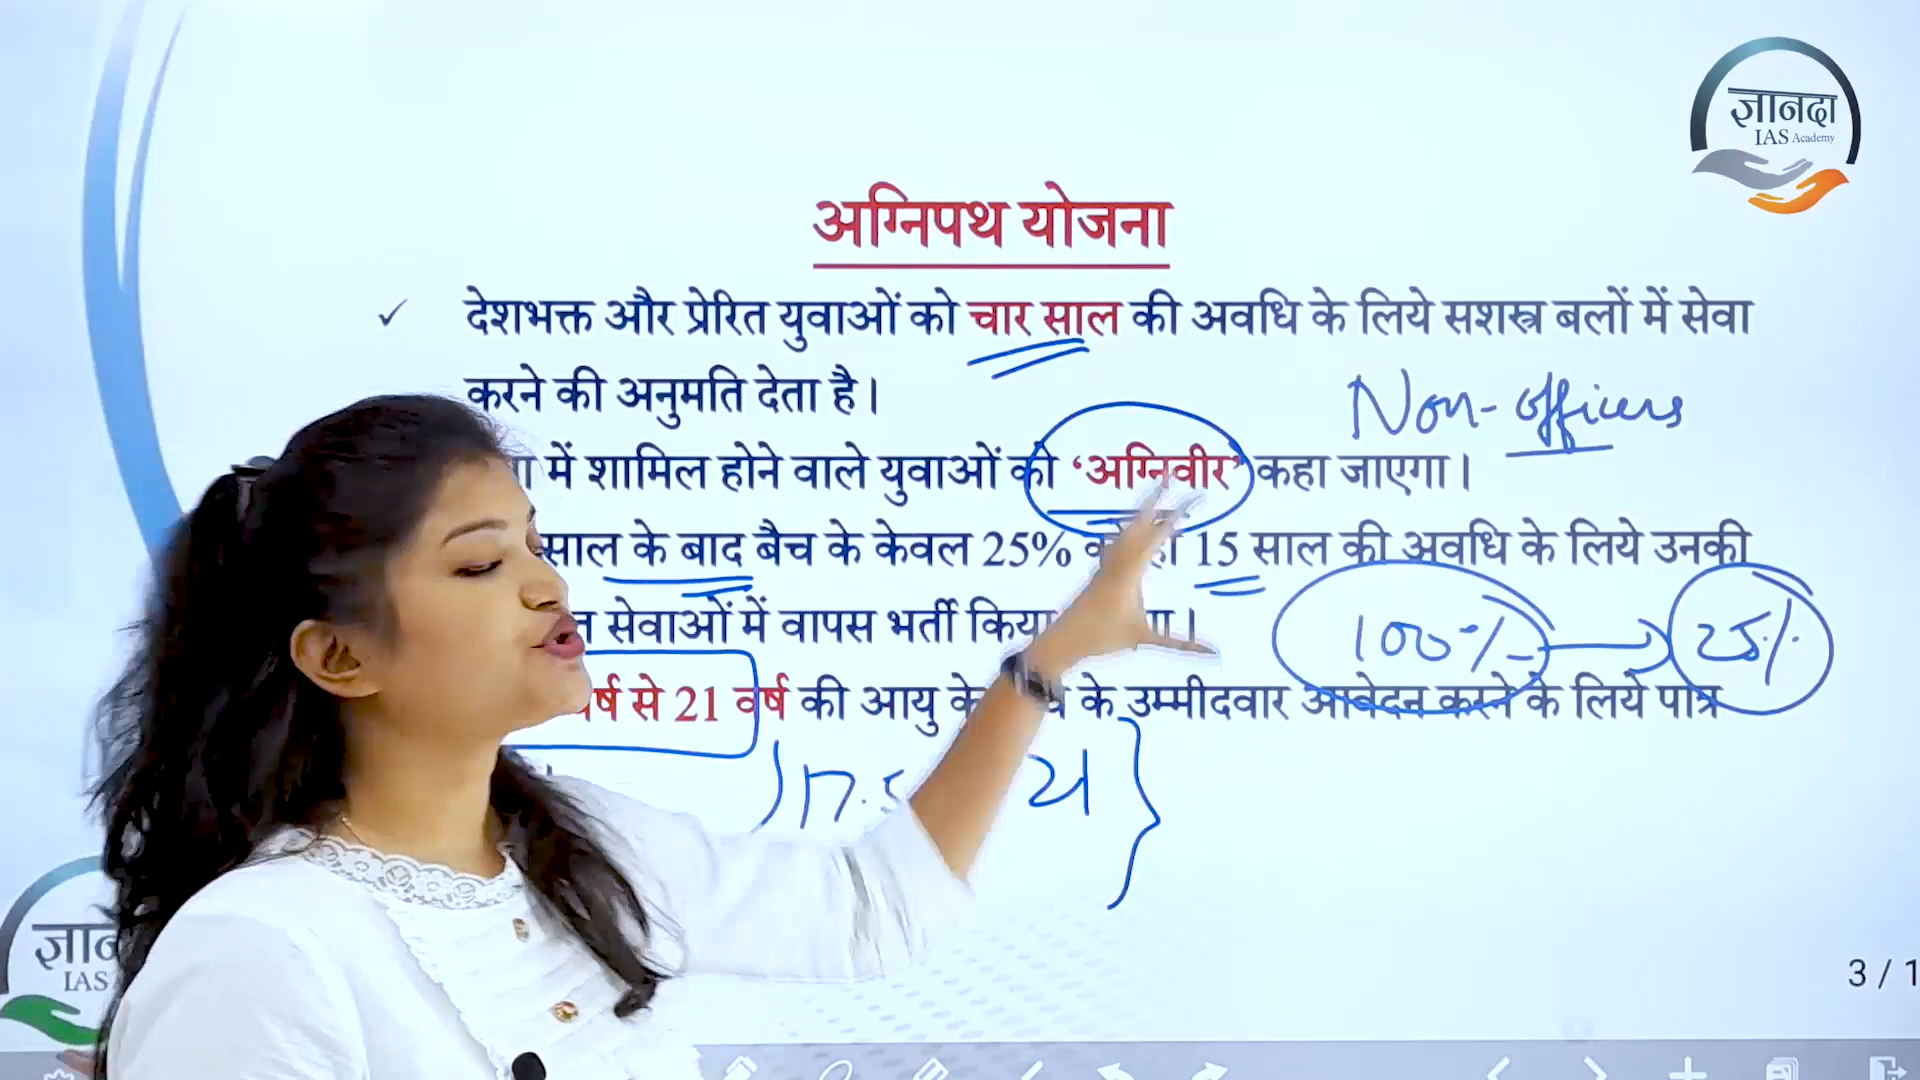 ज्ञानदा
IAS Academy
अग्निपथ योजना
✓ देशभक्त और प्रेरित युवाओं को चार साल की अवधि के लिये सशस्त्र बलों में सेवा
करने की अनुमति देता है।
Non-officers
में शामिल होने वाले युवाओं को ‘अग्निवीर’ कहा जाएगा।
साल के बाद बैच के केवल 25% 15 साल की अवधि के लिये उनकी
सेवाओं में वापस भर्ती
100% → 25%
से 21 वर्ष की आयु के उम्मीदवार आवेदन करने के लिये पात्र
17.5 21
IAS
3 / 1